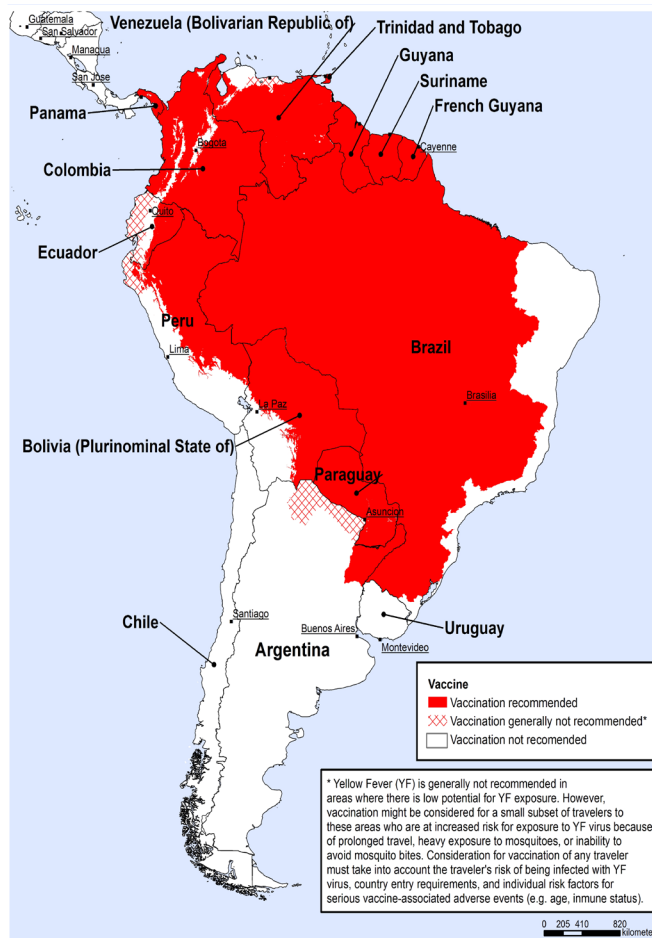 Guatemala
San Salvador
Managua
San Jose
Venezuela (Bolivarian Republic of)
Trinidad and Tobago
Guyana
Suriname
French Guyana
Cayenne
Panama
Bogota
Colombia
Quito
Ecuador
Peru
Lima
Brazil
Brasilia
La Paz
Bolivia (Plurinominal State of)
Paraguay
Asuncion
Chile
Santiago
Buenos Aires
Argentina
Uruguay
Montevideo
Vaccine
Vaccination recommended
Vaccination generally not recommended*
Vaccination not recomended
* Yellow Fever (YF) is generally not recommended in
areas where there is low potential for YF exposure. However,
vaccination might be considered for a small subset of travelers to
these areas who are at increased risk for exposure to YF virus because
of prolonged travel, heavy exposure to mosquitoes, or inability to
avoid mosquito bites. Consideration for vaccination of any traveler
must take into account the traveler's risk of being infected with YF
virus, country entry requirements, and individual risk factors for
serious vaccine-associated adverse events (e.g. age, inmune status).
0 205 410 820
kilomete